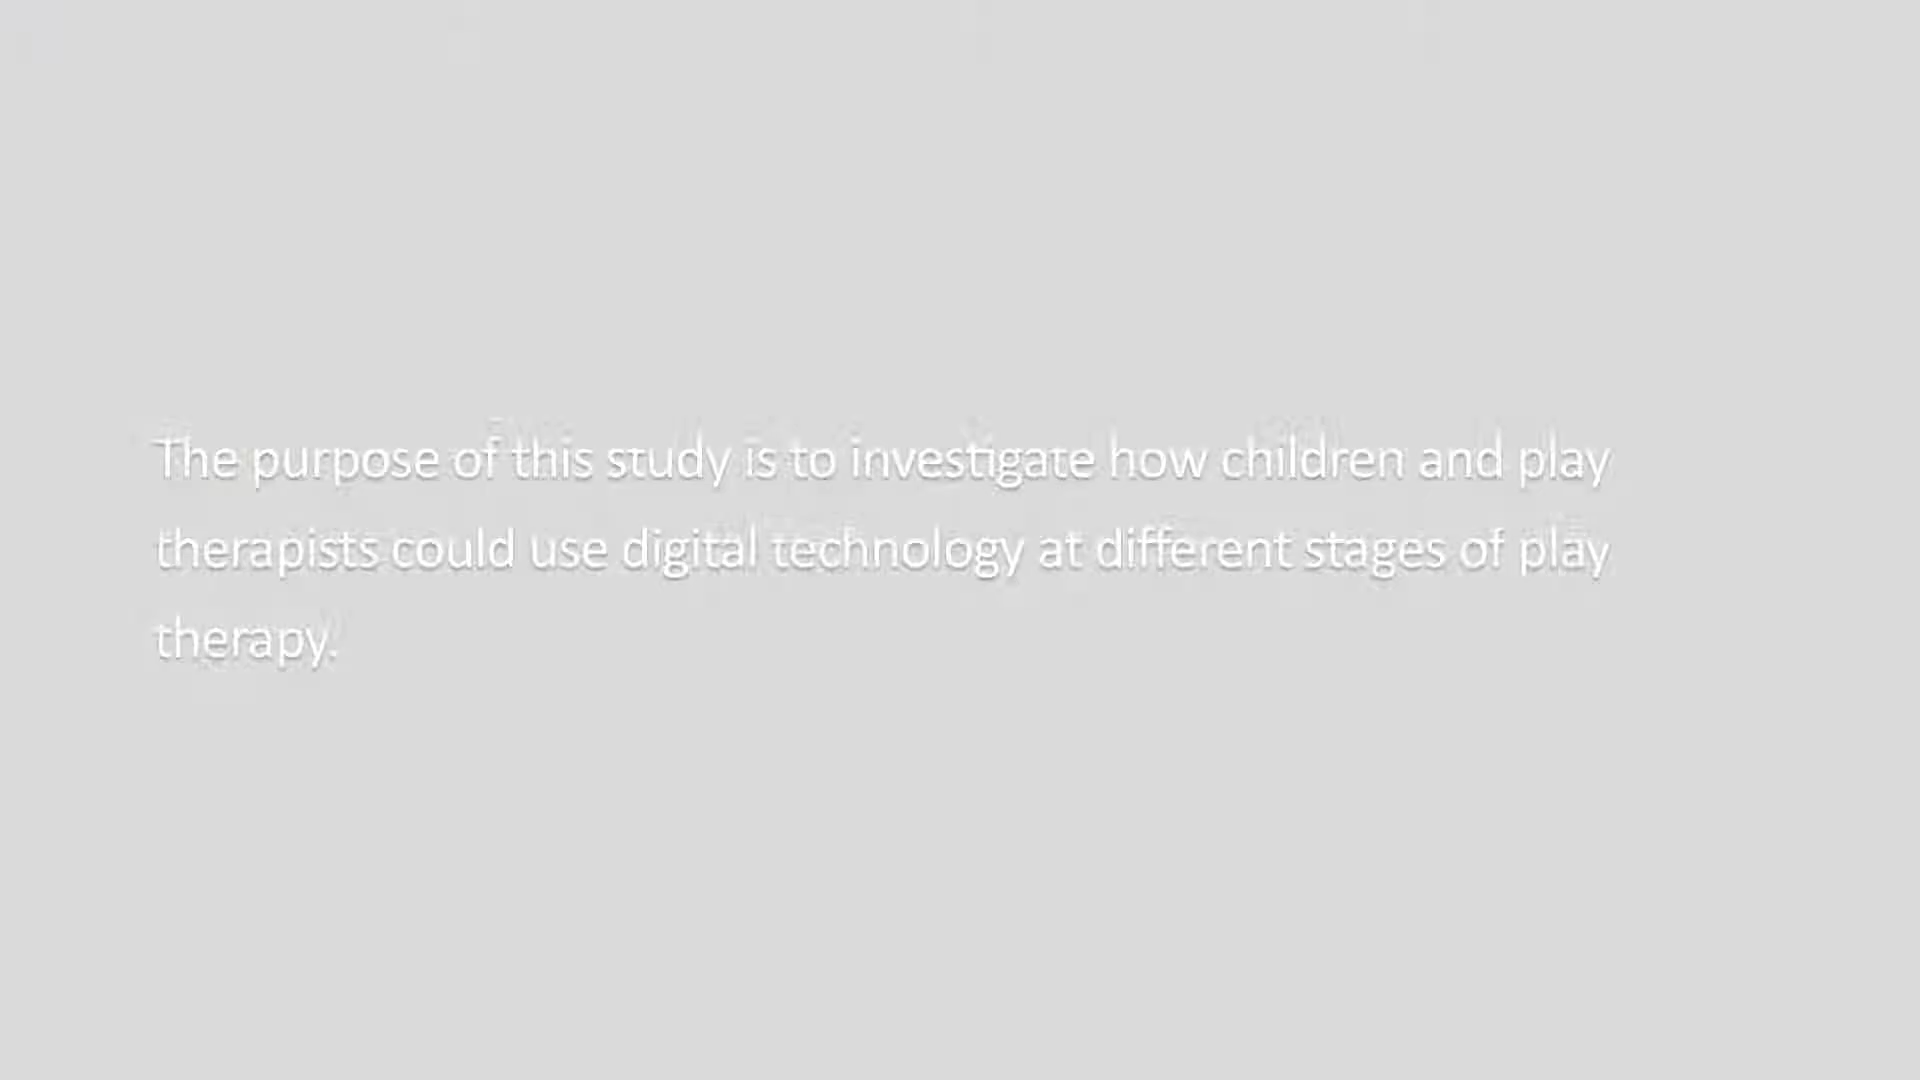 The purpose of this study is to investigate how children and play
therapists could use digital technology at different stages of play
therapy.